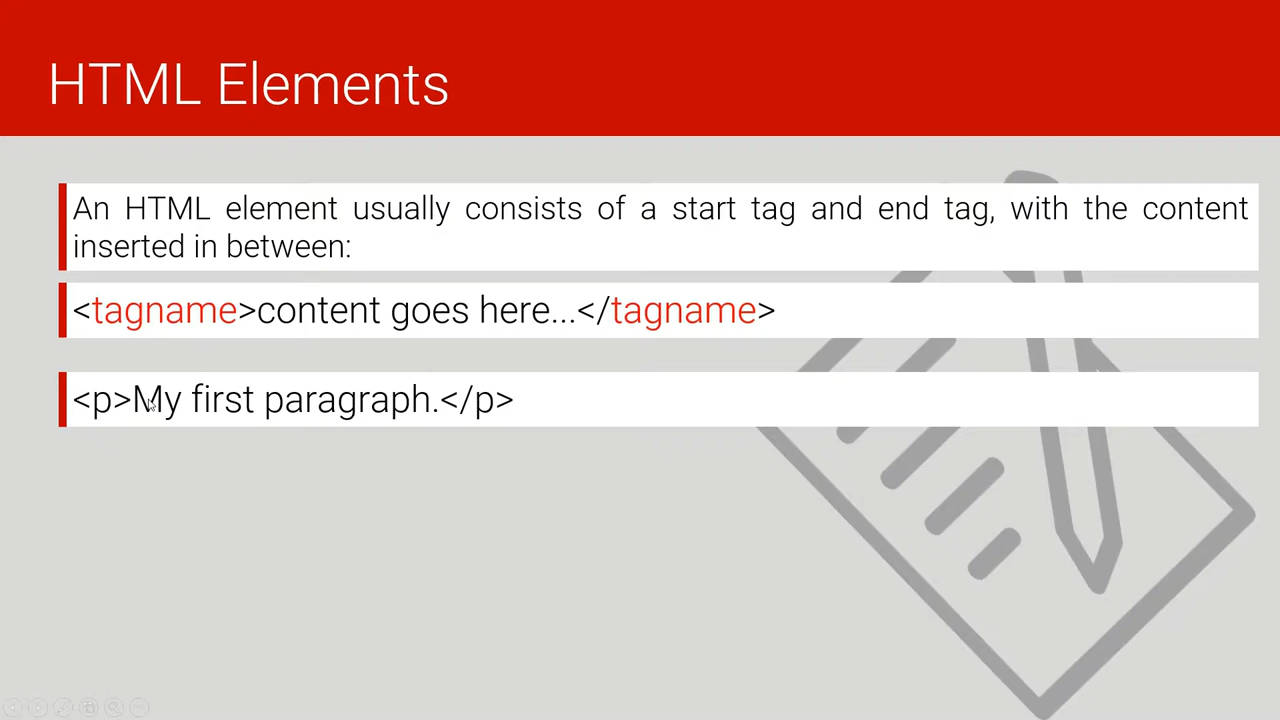 HTML Elements
An HTML element usually consists of a start tag and end tag, with the content
inserted in between:
<tagname>content goes here...</tagname>
<p>My first paragraph.</p>